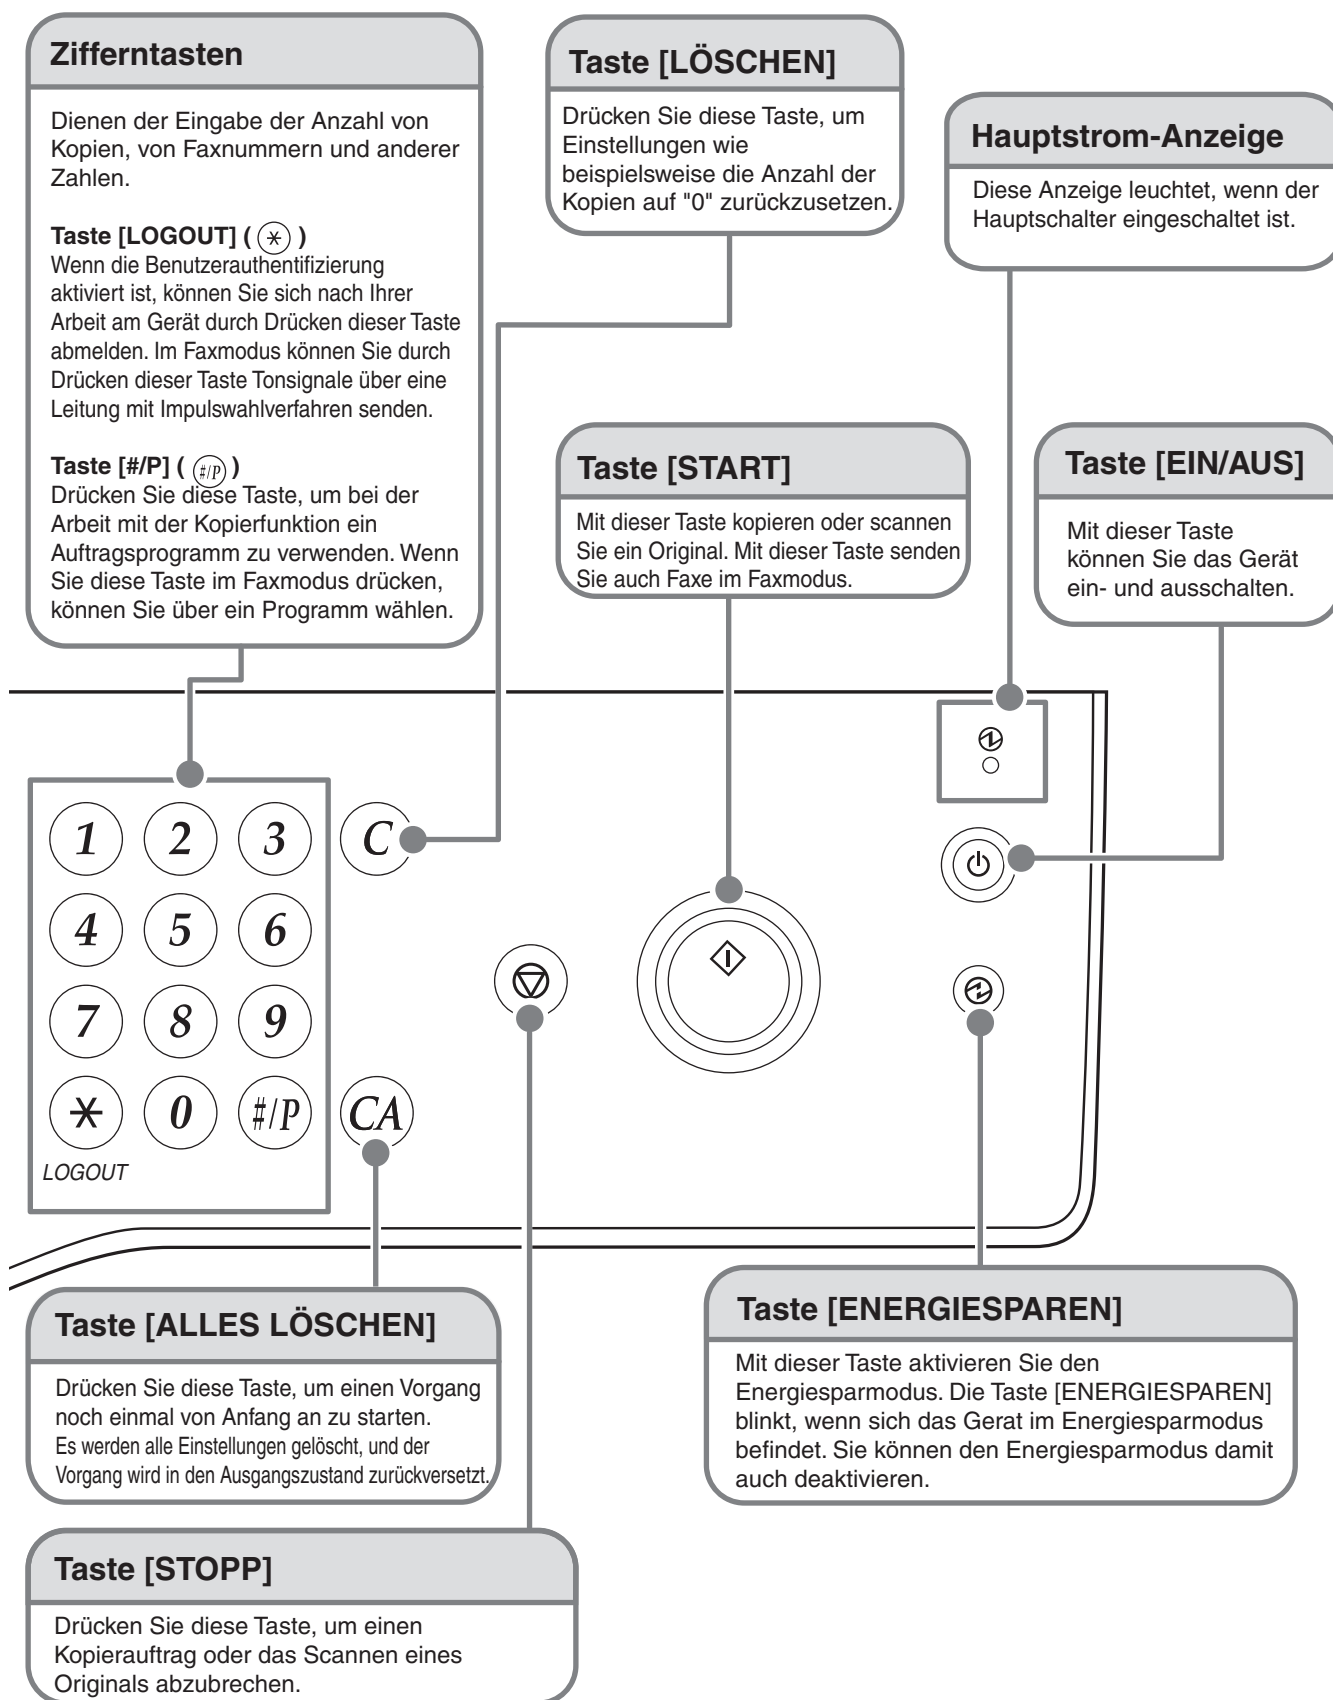 Zifferntasten
Dienen der Eingabe der Anzahl von
Kopien, von Faxnummern und anderer
Zahlen.
Taste [LOGOUT] ( * )
Wenn die Benutzerauthentifizierung
aktiviert ist, können Sie sich nach Ihrer
Arbeit am Gerät durch Drücken dieser Taste
abmelden. Im Faxmodus können Sie durch
Drücken dieser Taste Tonsignale über eine
Leitung mit Impulswahlverfahren senden.
Taste [#/P] ( #/P )
Drücken Sie diese Taste, um bei der
Arbeit mit der Kopierfunktion ein
Auftragsprogramm zu verwenden. Wenn
Sie diese Taste im Faxmodus drücken,
können Sie über ein Programm wählen.
Taste [LÖSCHEN]
Drücken Sie diese Taste, um
Einstellungen wie
beispielsweise die Anzahl der
Kopien auf "0" zurückzusetzen.
Hauptstrom-Anzeige
Diese Anzeige leuchtet, wenn der
Hauptschalter eingeschaltet ist.
Taste [START]
Mit dieser Taste kopieren oder scannen
Sie ein Original. Mit dieser Taste senden
Sie auch Faxe im Faxmodus.
Taste [EIN/AUS]
Mit dieser Taste
können Sie das Gerät
ein- und ausschalten.
1 2 3 C
4 5 6
7 8 9
* 0 #/P CA
LOGOUT
Taste [ALLES LÖSCHEN]
Drücken Sie diese Taste, um einen Vorgang
noch einmal von Anfang an zu starten.
Es werden alle Einstellungen gelöscht, und der
Vorgang wird in den Ausgangszustand zurückversetzt.
Taste [ENERGIESPAREN]
Mit dieser Taste aktivieren Sie den
Energiesparmodus. Die Taste [ENERGIESPAREN]
blinkt, wenn sich das Gerat im Energiesparmodus
befindet. Sie können den Energiesparmodus damit
auch deaktivieren.
Taste [STOPP]
Drücken Sie diese Taste, um einen
Kopierauftrag oder das Scannen eines
Originals abzubrechen.